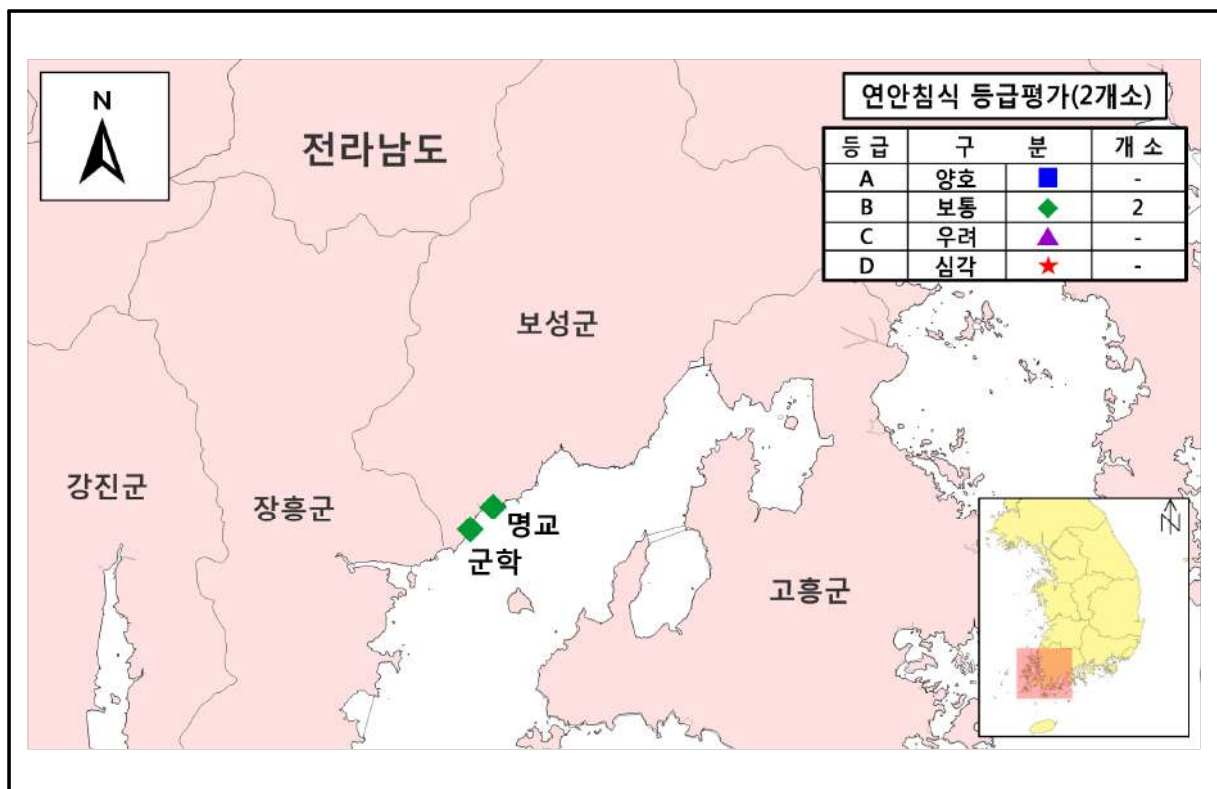 N
전라남도
연안침식 등급평가(2개소)
등 급 구 분 개 소
A 양호 -
B 보통 2
C 우려 -
D 심각 -
보성군
강진군
장흥군
명교
군학
고흥군
N